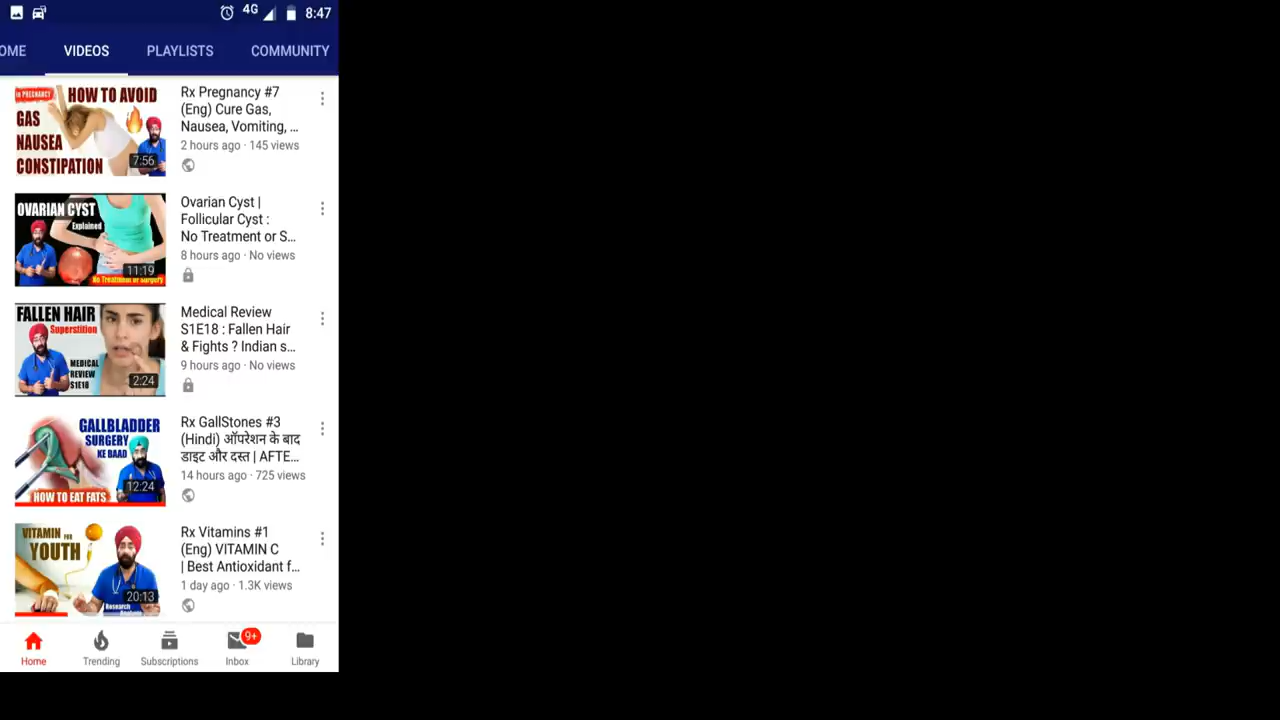 4G 8:47
OME VIDEOS PLAYLISTS COMMUNITY
in PREGNANCY HOW TO AVOID
GAS
NAUSEA
CONSTIPATION
7:56
Rx Pregnancy #7
(Eng) Cure Gas,
Nausea, Vomiting, ...
2 hours ago · 145 views
OVARIAN CYST
Explained
11:19
No Treatment or Surgery
Ovarian Cyst |
Follicular Cyst :
No Treatment or S...
8 hours ago · No views
FALLEN HAIR
Superstition
MEDICAL
REVIEW
S1E18
2:24
Medical Review
S1E18 : Fallen Hair
& Fights ? Indian s...
9 hours ago · No views
GALLBLADDER
SURGERY
KE BAAD
12:24
HOW TO EAT FATS
Rx GallStones #3
(Hindi) ऑपरेशन के बाद
डाइट और दस्त | AFTE...
14 hours ago · 725 views
VITAMIN FOR
YOUTH
20:13
Research
Rx Vitamins #1
(Eng) VITAMIN C
| Best Antioxidant f...
1 day ago · 1.3K views
9+
Home Trending Subscriptions Inbox Library